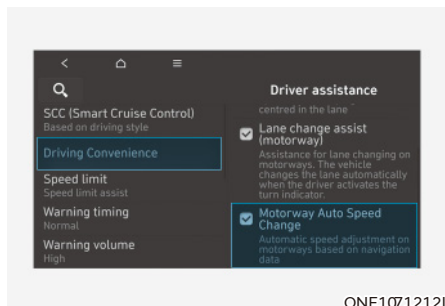 Driver assistance
SCC (Smart Cruise Control)
Based on driving style
Driving Convenience
Speed limit
Speed limit assist
Warning timing
Normal
Warning volume
High
centred in the lane
Lane change assist
(motorway)
Assistance for lane changing on
motorways. The vehicle
changes the lane automatically
when the driver activates the
turn indicator.
Motorway Auto Speed
Change
Automatic speed adjustment on
motorways based on navigation
data